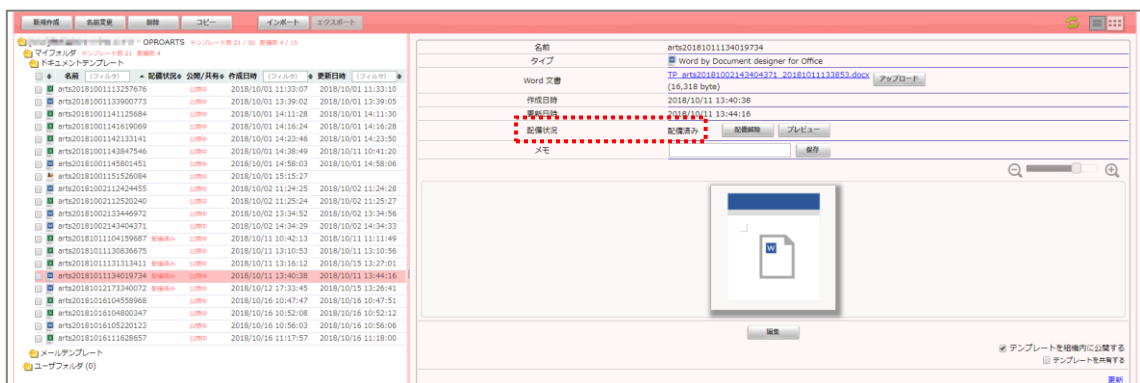 新規作成 名前変更 削除 コピー インポート エクスポート
OPROARTS テンプレート数 21 / 30 配備数 4 / 15
マイフォルダ テンプレート数 21 配備数 4
ドキュメントテンプレート
名前 (フィルタ) 配備状況 公開/共有 作成日時 (フィルタ) 更新日時 (フィルタ)
arts20181001113257676 公開中 2018/10/01 11:33:07 2018/10/01 11:33:10
arts20181001133900773 公開中 2018/10/01 13:39:02 2018/10/01 13:39:05
arts20181001141125684 公開中 2018/10/01 14:11:28 2018/10/01 14:11:30
arts20181001141619069 公開中 2018/10/01 14:16:24 2018/10/01 14:16:28
arts20181001142133141 公開中 2018/10/01 14:23:46 2018/10/01 14:23:50
arts20181001143847546 公開中 2018/10/01 14:38:49 2018/10/11 10:41:20
arts20181001145801451 公開中 2018/10/01 14:58:03 2018/10/01 14:58:06
arts20181001151526084 公開中 2018/10/01 15:15:27
arts20181002112424455 公開中 2018/10/02 11:24:25 2018/10/02 11:24:28
arts20181002112520240 公開中 2018/10/02 11:25:24 2018/10/02 11:25:27
arts20181002133446972 公開中 2018/10/02 13:34:52 2018/10/02 13:34:56
arts20181002143404371 公開中 2018/10/02 14:34:29 2018/10/02 14:34:33
arts20181011104159687 配備済み 公開中 2018/10/11 10:42:13 2018/10/11 11:11:49
arts20181011130836675 公開中 2018/10/11 13:10:53 2018/10/11 13:10:56
arts20181011131313411 配備済み 公開中 2018/10/11 13:16:12 2018/10/15 13:27:01
arts20181011134019734 配備済み 公開中 2018/10/11 13:40:38 2018/10/11 13:44:16
arts20181012173340072 配備済み 公開中 2018/10/12 17:33:45 2018/10/15 13:26:41
arts20181016104558968 公開中 2018/10/16 10:47:47 2018/10/16 10:47:51
arts20181016104800347 公開中 2018/10/16 10:52:08 2018/10/16 10:52:12
arts20181016105220123 公開中 2018/10/16 10:56:03 2018/10/16 10:56:06
arts20181016111628657 公開中 2018/10/16 11:17:57 2018/10/16 11:18:00
メールテンプレート
ユーザフォルダ (0)
名前 arts20181011134019734
タイプ Word by Document designer for Office
Word 文書 TP_arts20181002143404371_20181011133853.docx アップロード
(16,318 byte)
作成日時 2018/10/11 13:40:38
更新日時 2018/10/11 13:44:16
配備状況 配備済み 配備解除 プレビュー
メモ 保存
W
編集
テンプレートを組織内に公開する
テンプレートを共有する
更新